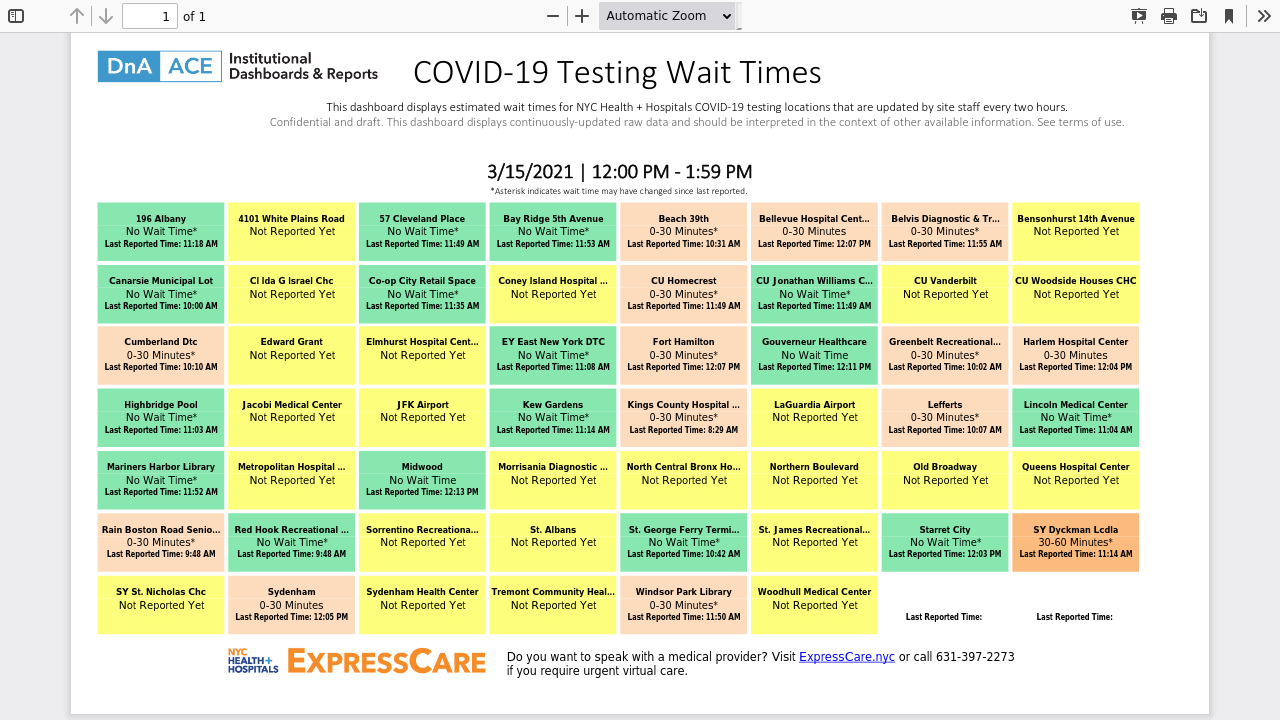 1 of 1
Automatic Zoom
DnA ACE Institutional
Dashboards & Reports
COVID-19 Testing Wait Times
This dashboard displays estimated wait times for NYC Health + Hospitals COVID-19 testing locations that are updated by site staff every two hours.
Confidential and draft. This dashboard displays continuously-updated raw data and should be interpreted in the context of other available information. See terms of use.
3/15/2021 | 12:00 PM - 1:59 PM
*Asterisk indicates wait time may have changed since last reported.
196 Albany
No Wait Time*
Last Reported Time: 11:18 AM
4101 White Plains Road
Not Reported Yet
57 Cleveland Place
No Wait Time*
Last Reported Time: 11:49 AM
Bay Ridge 5th Avenue
No Wait Time*
Last Reported Time: 11:53 AM
Beach 39th
0-30 Minutes*
Last Reported Time: 10:31 AM
Bellevue Hospital Cent...
0-30 Minutes
Last Reported Time: 12:07 PM
Belvis Diagnostic & Tr...
0-30 Minutes*
Last Reported Time: 11:55 AM
Bensonhurst 14th Avenue
Not Reported Yet
Canarsie Municipal Lot
No Wait Time*
Last Reported Time: 10:00 AM
CI Ida G Israel Chc
Not Reported Yet
Co-op City Retail Space
No Wait Time*
Last Reported Time: 11:35 AM
Coney Island Hospital ...
Not Reported Yet
CU Homecrest
0-30 Minutes*
Last Reported Time: 11:49 AM
CU Jonathan Williams C...
No Wait Time*
Last Reported Time: 11:49 AM
CU Vanderbilt
Not Reported Yet
CU Woodside Houses CHC
Not Reported Yet
Cumberland Dtc
0-30 Minutes*
Last Reported Time: 10:10 AM
Edward Grant
Not Reported Yet
Elmhurst Hospital Cent...
Not Reported Yet
EY East New York DTC
No Wait Time*
Last Reported Time: 11:08 AM
Fort Hamilton
0-30 Minutes*
Last Reported Time: 12:07 PM
Gouverneur Healthcare
No Wait Time
Last Reported Time: 12:11 PM
Greenbelt Recreational...
0-30 Minutes*
Last Reported Time: 10:02 AM
Harlem Hospital Center
0-30 Minutes
Last Reported Time: 12:04 PM
Highbridge Pool
No Wait Time*
Last Reported Time: 11:03 AM
Jacobi Medical Center
Not Reported Yet
JFK Airport
Not Reported Yet
Kew Gardens
No Wait Time*
Last Reported Time: 11:14 AM
Kings County Hospital ...
0-30 Minutes*
Last Reported Time: 8:29 AM
LaGuardia Airport
Not Reported Yet
Lefferts
0-30 Minutes*
Last Reported Time: 10:07 AM
Lincoln Medical Center
No Wait Time*
Last Reported Time: 11:04 AM
Mariners Harbor Library
No Wait Time*
Last Reported Time: 11:52 AM
Metropolitan Hospital ...
Not Reported Yet
Midwood
No Wait Time
Last Reported Time: 12:13 PM
Morrisania Diagnostic ...
Not Reported Yet
North Central Bronx Ho...
Not Reported Yet
Northern Boulevard
Not Reported Yet
Old Broadway
Not Reported Yet
Queens Hospital Center
Not Reported Yet
Rain Boston Road Senio...
0-30 Minutes*
Last Reported Time: 9:48 AM
Red Hook Recreational ...
No Wait Time*
Last Reported Time: 9:48 AM
Sorrentino Recreationa...
Not Reported Yet
St. Albans
Not Reported Yet
St. George Ferry Termi...
No Wait Time*
Last Reported Time: 10:42 AM
St. James Recreational...
Not Reported Yet
Starret City
No Wait Time*
Last Reported Time: 12:03 PM
SY Dyckman Lcdla
30-60 Minutes*
Last Reported Time: 11:14 AM
SY St. Nicholas Chc
Not Reported Yet
Sydenham
0-30 Minutes
Last Reported Time: 12:05 PM
Sydenham Health Center
Not Reported Yet
Tremont Community Heal...
Not Reported Yet
Windsor Park Library
0-30 Minutes*
Last Reported Time: 11:50 AM
Woodhull Medical Center
Not Reported Yet
Last Reported Time:
Last Reported Time:
NYC
HEALTH+
HOSPITALS
EXPRESSCARE
Do you want to speak with a medical provider? Visit ExpressCare.nyc or call 631-397-2273
if you require urgent virtual care.